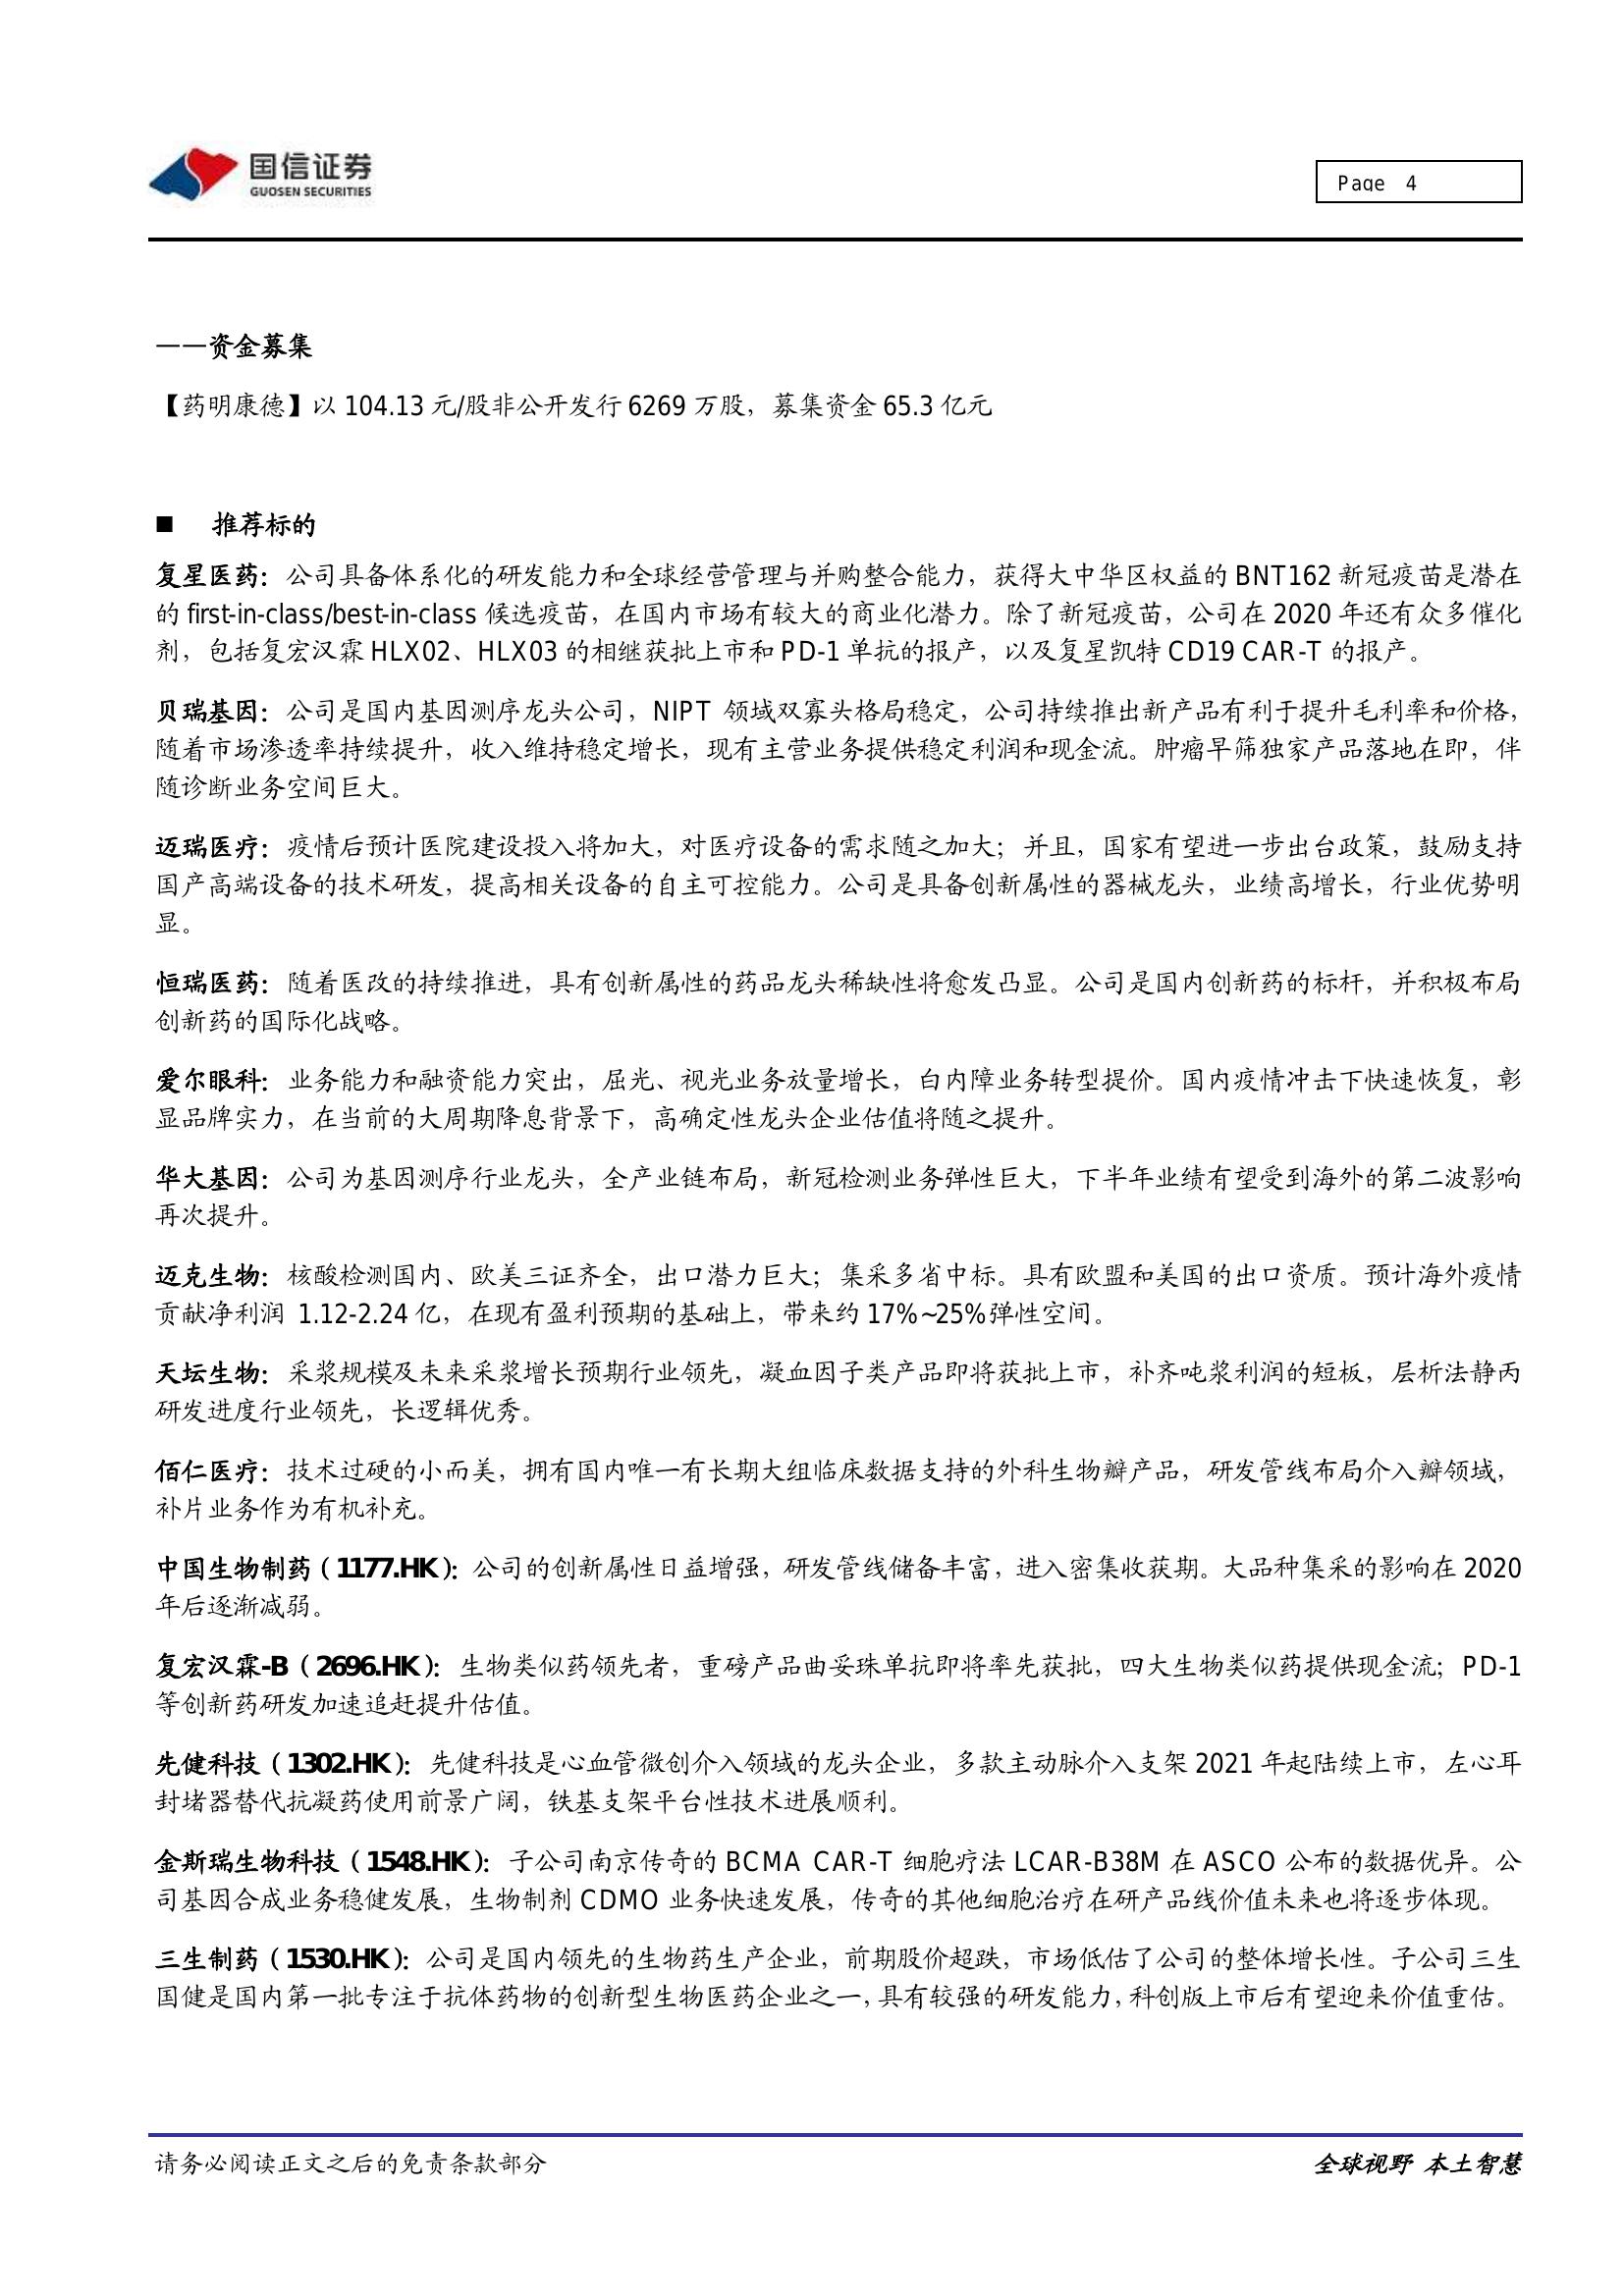 国信证券
GUOSEN SECURITIES
Page 4
——资金募集
【药明康德】以 104.13 元/股非公开发行 6269 万股，募集资金 65.3 亿元
■ 推荐标的
复星医药：公司具备体系化的研发能力和全球经营管理与并购整合能力，获得大中华区权益的 BNT162 新冠疫苗是潜在
的 first-in-class/best-in-class 候选疫苗，在国内市场有较大的商业化潜力。除了新冠疫苗，公司在 2020 年还有众多催化
剂，包括复宏汉霖 HLX02、HLX03 的相继获批上市和 PD-1 单抗的报产，以及复星凯特 CD19 CAR-T 的报产。
贝瑞基因：公司是国内基因测序龙头公司，NIPT 领域双寡头格局稳定，公司持续推出新产品有利于提升毛利率和价格，
随着市场渗透率持续提升，收入维持稳定增长，现有主营业务提供稳定利润和现金流。肿瘤早筛独家产品落地在即，伴
随诊断业务空间巨大。
迈瑞医疗：疫情后预计医院建设投入将加大，对医疗设备的需求随之加大；并且，国家有望进一步出台政策，鼓励支持
国产高端设备的技术研发，提高相关设备的自主可控能力。公司是具备创新属性的器械龙头，业绩高增长，行业优势明
显。
恒瑞医药：随着医改的持续推进，具有创新属性的药品龙头稀缺性将愈发凸显。公司是国内创新药的标杆，并积极布局
创新药的国际化战略。
爱尔眼科：业务能力和融资能力突出，屈光、视光业务放量增长，白内障业务转型提价。国内疫情冲击下快速恢复，彰
显品牌实力，在当前的大周期降息背景下，高确定性龙头企业估值将随之提升。
华大基因：公司为基因测序行业龙头，全产业链布局，新冠检测业务弹性巨大，下半年业绩有望受到海外的第二波影响
再次提升。
迈克生物：核酸检测国内、欧美三证齐全，出口潜力巨大；集采多省中标。具有欧盟和美国的出口资质。预计海外疫情
贡献净利润 1.12-2.24 亿，在现有盈利预期的基础上，带来约 17%~25%弹性空间。
天坛生物：采浆规模及未来采浆增长预期行业领先，凝血因子类产品即将获批上市，补齐吨浆利润的短板，层析法静丙
研发进度行业领先，长逻辑优秀。
佰仁医疗：技术过硬的小而美，拥有国内唯一有长期大组临床数据支持的外科生物瓣产品，研发管线布局介入瓣领域，
补片业务作为有机补充。
中国生物制药（1177.HK）：公司的创新属性日益增强，研发管线储备丰富，进入密集收获期。大品种集采的影响在 2020
年后逐渐减弱。
复宏汉霖-B（2696.HK）：生物类似药领先者，重磅产品曲妥珠单抗即将率先获批，四大生物类似药提供现金流；PD-1
等创新药研发加速追赶提升估值。
先健科技（1302.HK）：先健科技是心血管微创介入领域的龙头企业，多款主动脉介入支架 2021 年起陆续上市，左心耳
封堵器替代抗凝药使用前景广阔，铁基支架平台性技术进展顺利。
金斯瑞生物科技（1548.HK）：子公司南京传奇的 BCMA CAR-T 细胞疗法 LCAR-B38M 在 ASCO 公布的数据优异。公
司基因合成业务稳健发展，生物制剂 CDMO 业务快速发展，传奇的其他细胞治疗在研产品线价值未来也将逐步体现。
三生制药（1530.HK）：公司是国内领先的生物药生产企业，前期股价超跌，市场低估了公司的整体增长性。子公司三生
国健是国内第一批专注于抗体药物的创新型生物医药企业之一，具有较强的研发能力，科创版上市后有望迎来价值重估。
请务必阅读正文之后的免责条款部分
全球视野 本土智慧